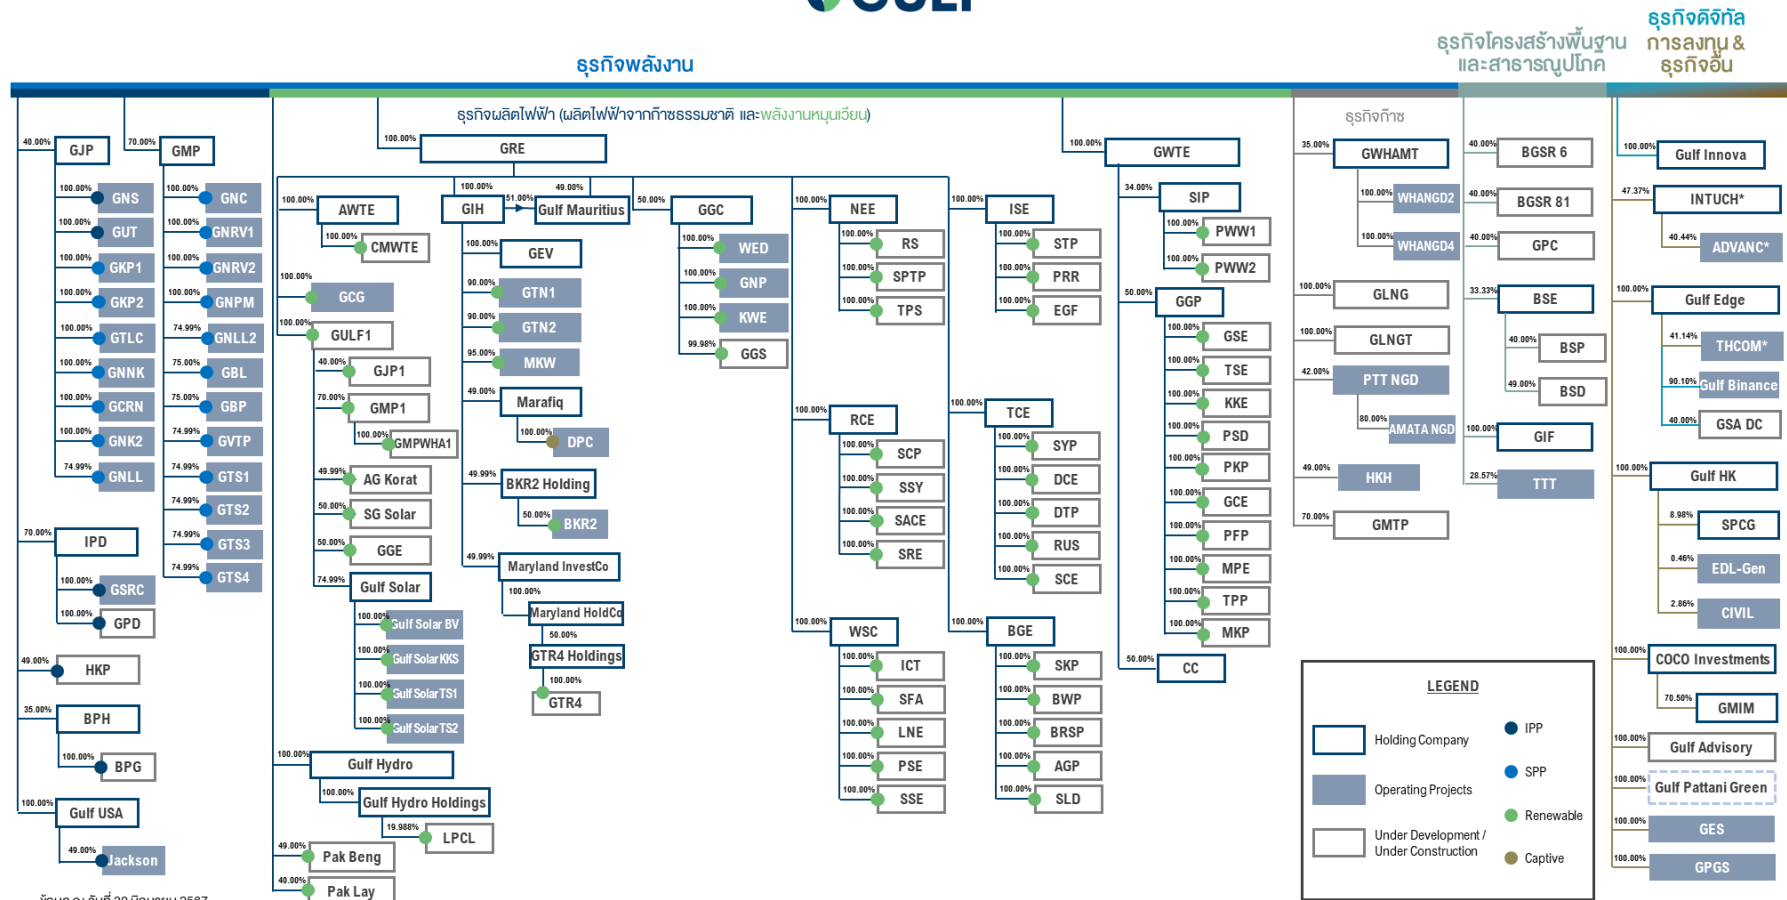 GULF
ธุรกิจพลังงาน
ธุรกิจโครงสร้างพื้นฐาน
และสาธารณูปโภค
ธุรกิจดิจิทัล
การลงทุน &
ธุรกิจอื่น
ธุรกิจผลิตไฟฟ้า (ผลิตไฟฟ้าจากก๊าซธรรมชาติ และพลังงานหมุนเวียน)
ธุรกิจก๊าซ
40.00% GJP
100.00% GNS
100.00% GUT
100.00% GKP1
100.00% GKP2
100.00% GTLC
100.00% GNNK
100.00% GCRN
100.00% GNK2
74.99% GNLL
70.00% IPD
100.00% GSRC
100.00% GPD
49.00% HKP
35.00% BPH
100.00% BPG
100.00% Gulf USA
49.00% Jackson
70.00% GMP
100.00% GNC
100.00% GNRV1
100.00% GNRV2
100.00% GNPM
74.99% GNLL2
75.00% GBL
75.00% GBP
74.99% GVTP
74.99% GTS1
74.99% GTS2
74.99% GTS3
74.99% GTS4
100.00% GRE
100.00% AWTE
100.00% CMWTE
100.00% GCG
100.00% GULF1
40.00% GJP1
70.00% GMP1
100.00% GMPWHA1
49.99% AG Korat
50.00% SG Solar
50.00% GGE
74.99% Gulf Solar
100.00% Gulf Solar BV
100.00% Gulf Solar KKS
100.00% Gulf Solar TS1
100.00% Gulf Solar TS2
100.00% Gulf Hydro
100.00% Gulf Hydro Holdings
19.988% LPCL
49.00% Pak Beng
40.00% Pak Lay
100.00% GIH
51.00% 49.00% Gulf Mauritius
100.00% GEV
90.00% GTN1
90.00% GTN2
95.00% MKW
49.00% Marafiq
100.00% DPC
49.99% BKR2 Holding
50.00% BKR2
49.99% Maryland InvestCo
100.00% Maryland HoldCo
50.00% GTR4 Holdings
100.00% GTR4
50.00% GGC
100.00% WED
100.00% GNP
100.00% KWE
99.98% GGS
100.00% NEE
100.00% RS
100.00% SPTP
100.00% TPS
100.00% RCE
100.00% SCP
100.00% SSY
100.00% SACE
100.00% SRE
100.00% WSC
100.00% ICT
100.00% SFA
100.00% LNE
100.00% PSE
100.00% SSE
100.00% ISE
100.00% STP
100.00% PRR
100.00% EGF
100.00% TCE
100.00% SYP
100.00% DCE
100.00% DTP
100.00% RUS
100.00% SCE
100.00% BGE
100.00% SKP
100.00% BWP
100.00% BRSP
100.00% AGP
100.00% SLD
100.00% GWTE
34.00% SIP
100.00% PWW1
100.00% PWW2
50.00% GGP
100.00% GSE
100.00% TSE
100.00% KKE
100.00% PSD
100.00% PKP
100.00% GCE
100.00% PFP
100.00% MPE
100.00% TPP
100.00% MKP
50.00% CC
35.00% GWHAMT
100.00% WHANGD2
100.00% WHANGD4
100.00% GLNG
100.00% GLNGT
42.00% PTT NGD
80.00% AMATA NGD
49.00% HKH
70.00% GMTP
40.00% BGSR 6
40.00% BGSR 81
40.00% GPC
33.33% BSE
40.00% BSP
49.00% BSD
100.00% GIF
28.57% TTT
100.00% Gulf Innova
47.37% INTUCH*
40.44% ADVANC*
100.00% Gulf Edge
41.14% THCOM*
90.10% Gulf Binance
40.00% GSA DC
100.00% Gulf HK
8.98% SPCG
0.46% EDL-Gen
2.86% CIVIL
100.00% COCO Investments
70.50% GMIM
100.00% Gulf Advisory
100.00% Gulf Pattani Green
100.00% GES
100.00% GPGS
LEGEND
Holding Company
Operating Projects
Under Development /
Under Construction
IPP
SPP
Renewable
Captive
ข้อมูล ณ วันที่ 30 มิถุนายน 2567